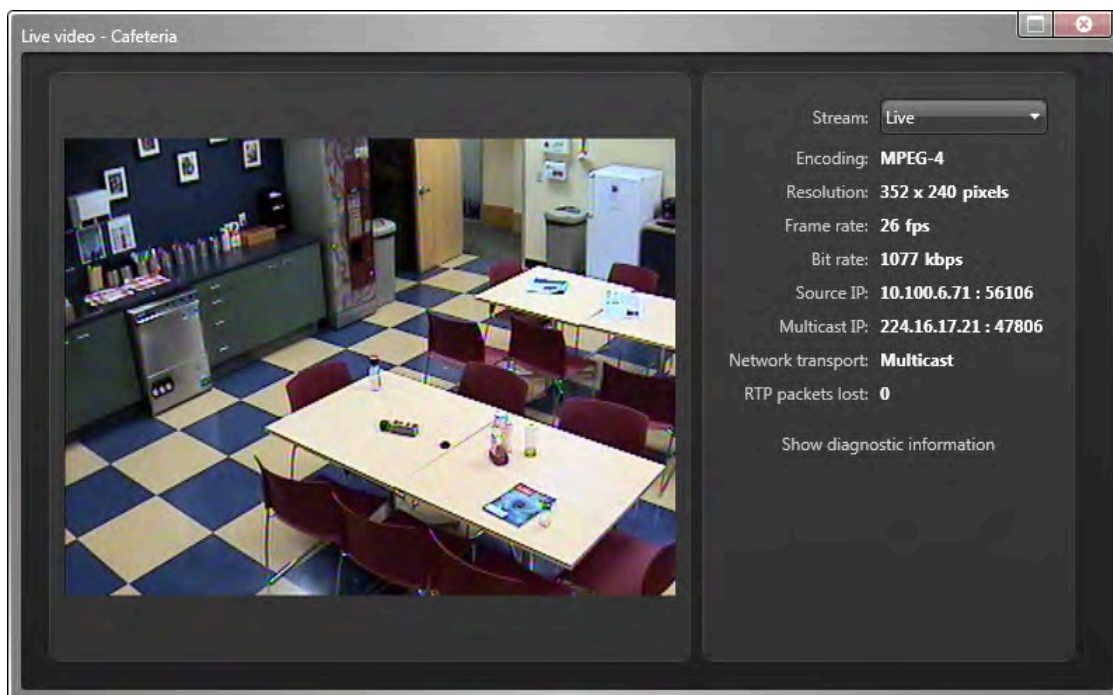 Live video - Cafeteria
Stream: Live
Encoding: MPEG-4
Resolution: 352 x 240 pixels
Frame rate: 26 fps
Bit rate: 1077 kbps
Source IP: 10.100.6.71 : 56106
Multicast IP: 224.16.17.21 : 47806
Network transport: Multicast
RTP packets lost: 0
Show diagnostic information